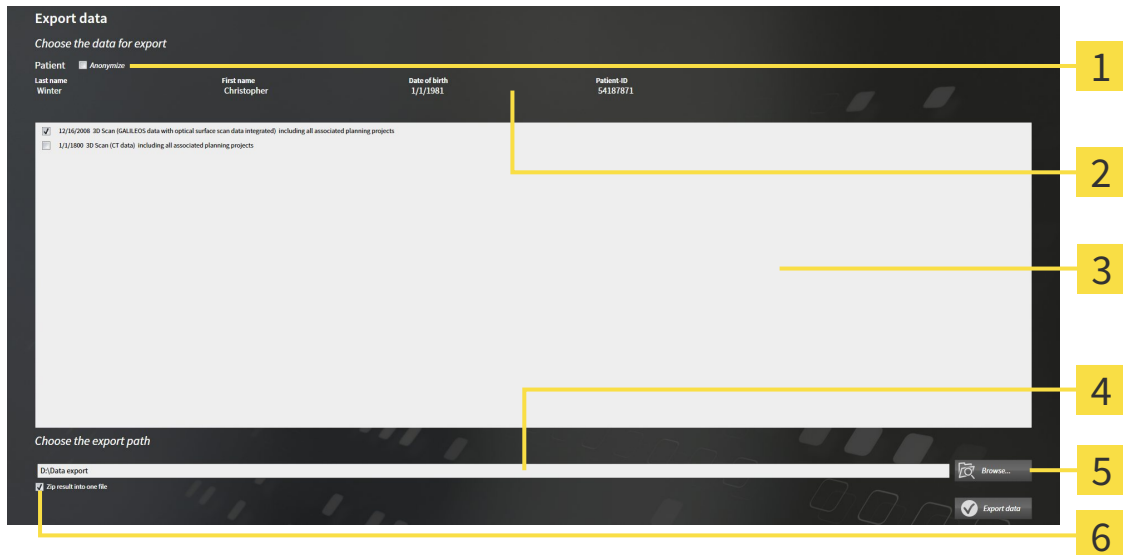 Export data
Choose the data for export
Patient Anonymize
1
Last name First name Date of birth Patient-ID
Winter Christopher 1/1/1981 54187871
12/16/2008 3D Scan (GALILEOS data with optical surface scan data integrated) including all associated planning projects
1/1/1800 3D Scan (CT data) including all associated planning projects
2
3
4
Choose the export path
D:\Data export
Browse...
5
Zip result into one file
Export data
6